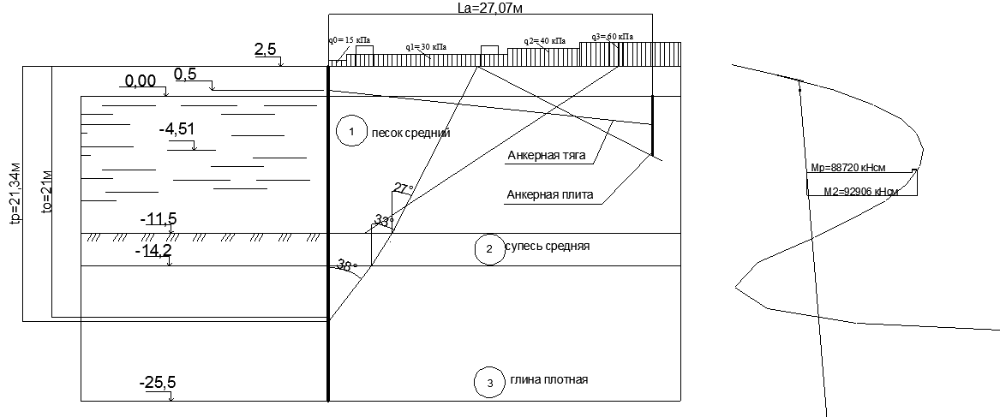 La=27,07м
q0=15 кПа
q1=30 кПа
q2=40 кПа
q3=60 кПа
2,5
0,5
0,00
-4,51
1
песок средний
Анкерная тяга
Анкерная плита
27°
33°
38°
tp=21,34м
to=21м
-11,5
-14,2
2
супесь средняя
3
глина плотная
-25,5
Mp=88720 кНсм
M2=92906 кНсм